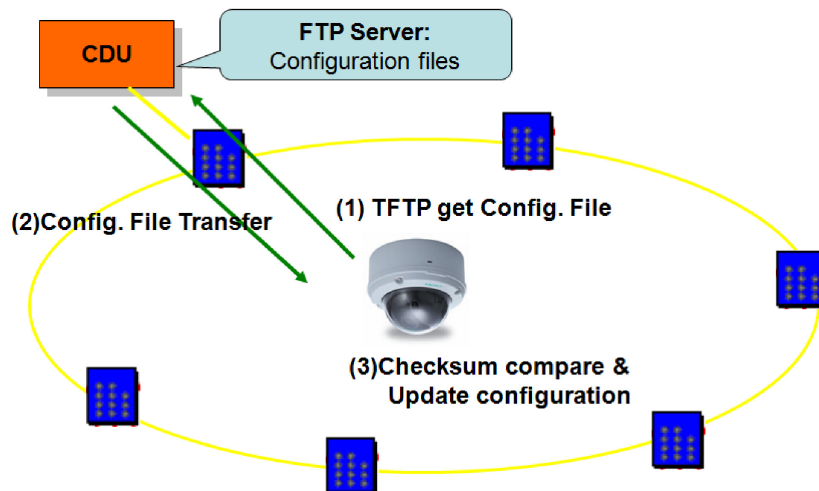 CDU
FTP Server:
Configuration files
(1) TFTP get Config. File
(2)Config. File Transfer
(3)Checksum compare &
Update configuration